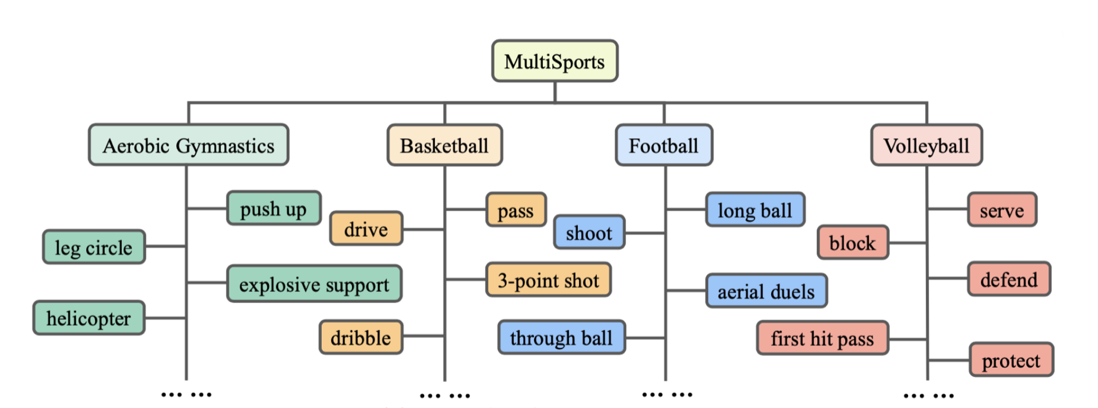 MultiSports
Aerobic Gymnastics
Basketball
Football
Volleyball
push up
leg circle
explosive support
helicopter
pass
drive
3-point shot
dribble
long ball
shoot
aerial duels
through ball
serve
block
defend
first hit pass
protect
... ...
... ...
... ...
... ...